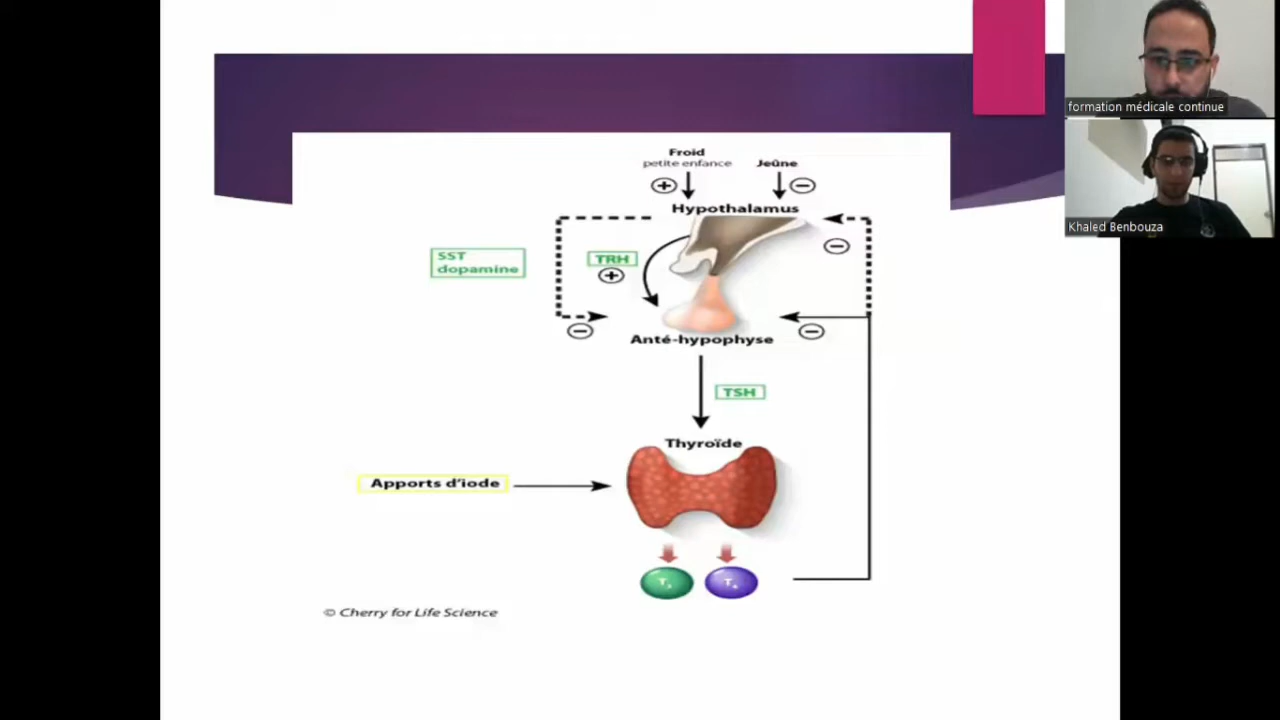 formation médicale continue
Khaled Benbouza
Froid
petite enfance
Jeûne
Hypothalamus
SST
dopamine
TRH
Anté-hypophyse
TSH
Thyroïde
Apports d'iode
T₃ T₄
© Cherry for Life Science